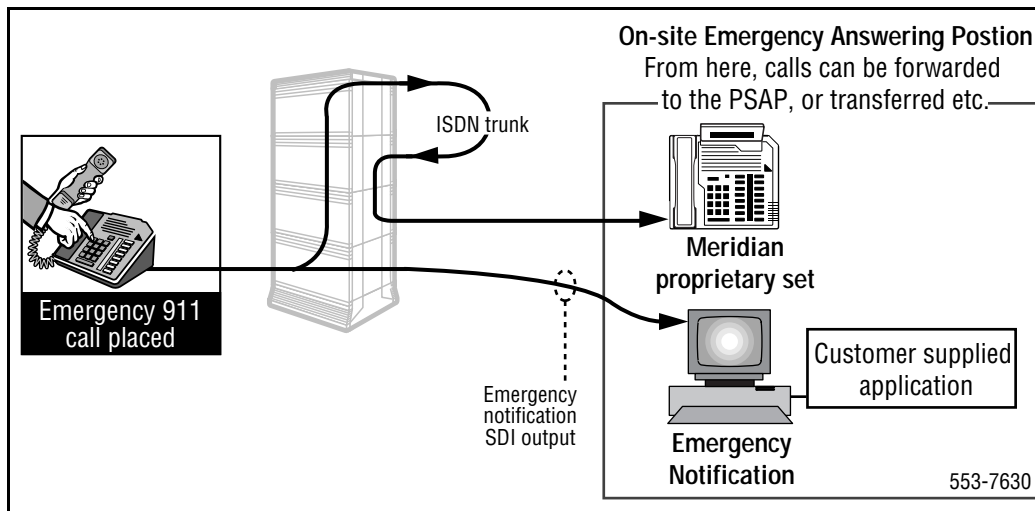 On-site Emergency Answering Postion
From here, calls can be forwarded
to the PSAP, or transferred etc.
ISDN trunk
Meridian
proprietary set
Emergency 911
call placed
Customer supplied
application
Emergency
notification
SDI output
Emergency
Notification
553-7630